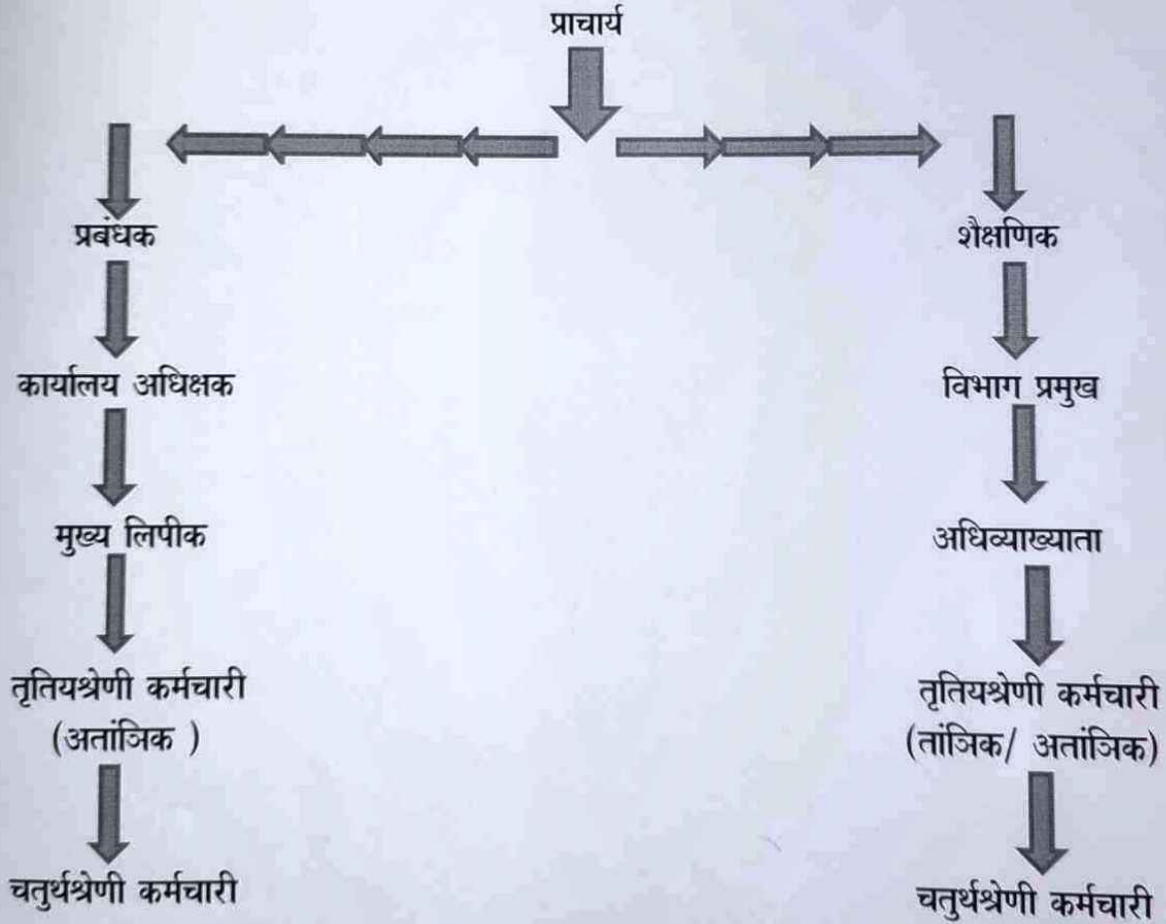 प्राचार्य
प्रबंधक
शैक्षणिक
कार्यालय अधिक्षक
विभाग प्रमुख
मुख्य लिपीक
अधिव्याख्याता
तृतियश्रेणी कर्मचारी
(अतांञिक )
तृतियश्रेणी कर्मचारी
(तांञिक/ अतांञिक)
चतुर्थश्रेणी कर्मचारी
चतुर्थश्रेणी कर्मचारी